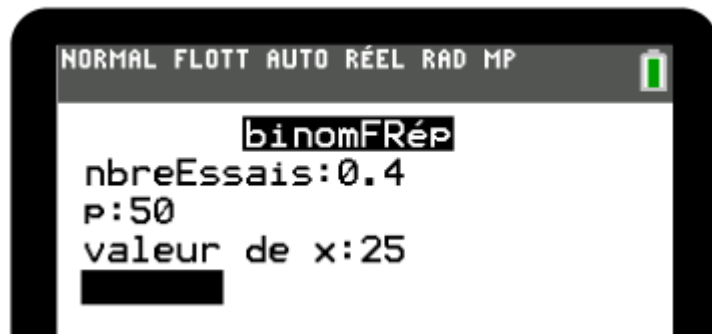 NORMAL FLOTT AUTO RÉEL RAD MP
binomFRép
nbreEssais:0.4
p:50
valeur de x:25